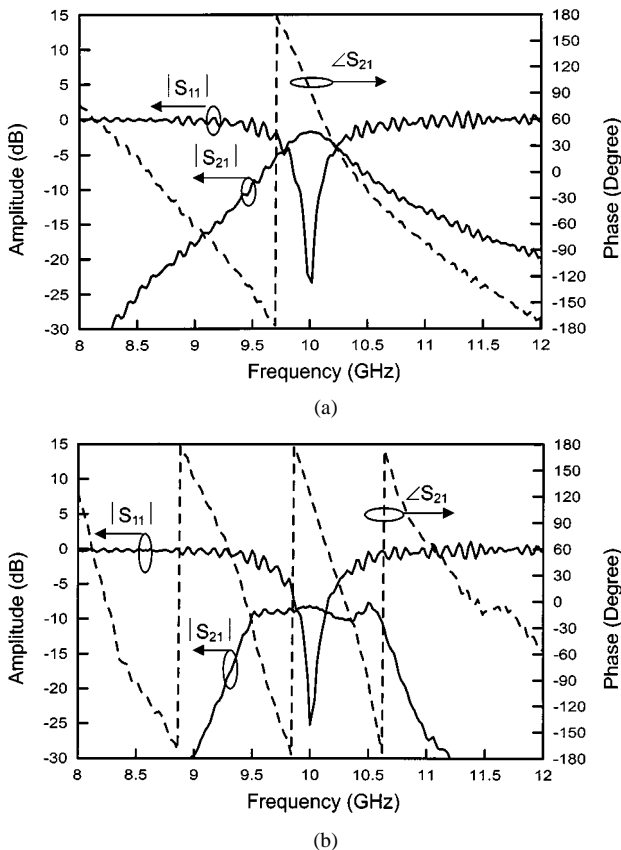 15
10
5
0
-5
-10
-15
-20
-25
-30
Amplitude (dB)
|S11|
|S21|
∠S21
180
150
120
90
60
30
0
-30
-60
-90
-120
-150
-180
Phase (Degree)
8 8.5 9 9.5 10 10.5 11 11.5 12
Frequency (GHz)
(a)
15
10
5
0
-5
-10
-15
-20
-25
-30
Amplitude (dB)
|S11|
|S21|
∠S21
180
150
120
90
60
30
0
-30
-60
-90
-120
-150
-180
Phase (Degree)
8 8.5 9 9.5 10 10.5 11 11.5 12
Frequency (GHz)
(b)